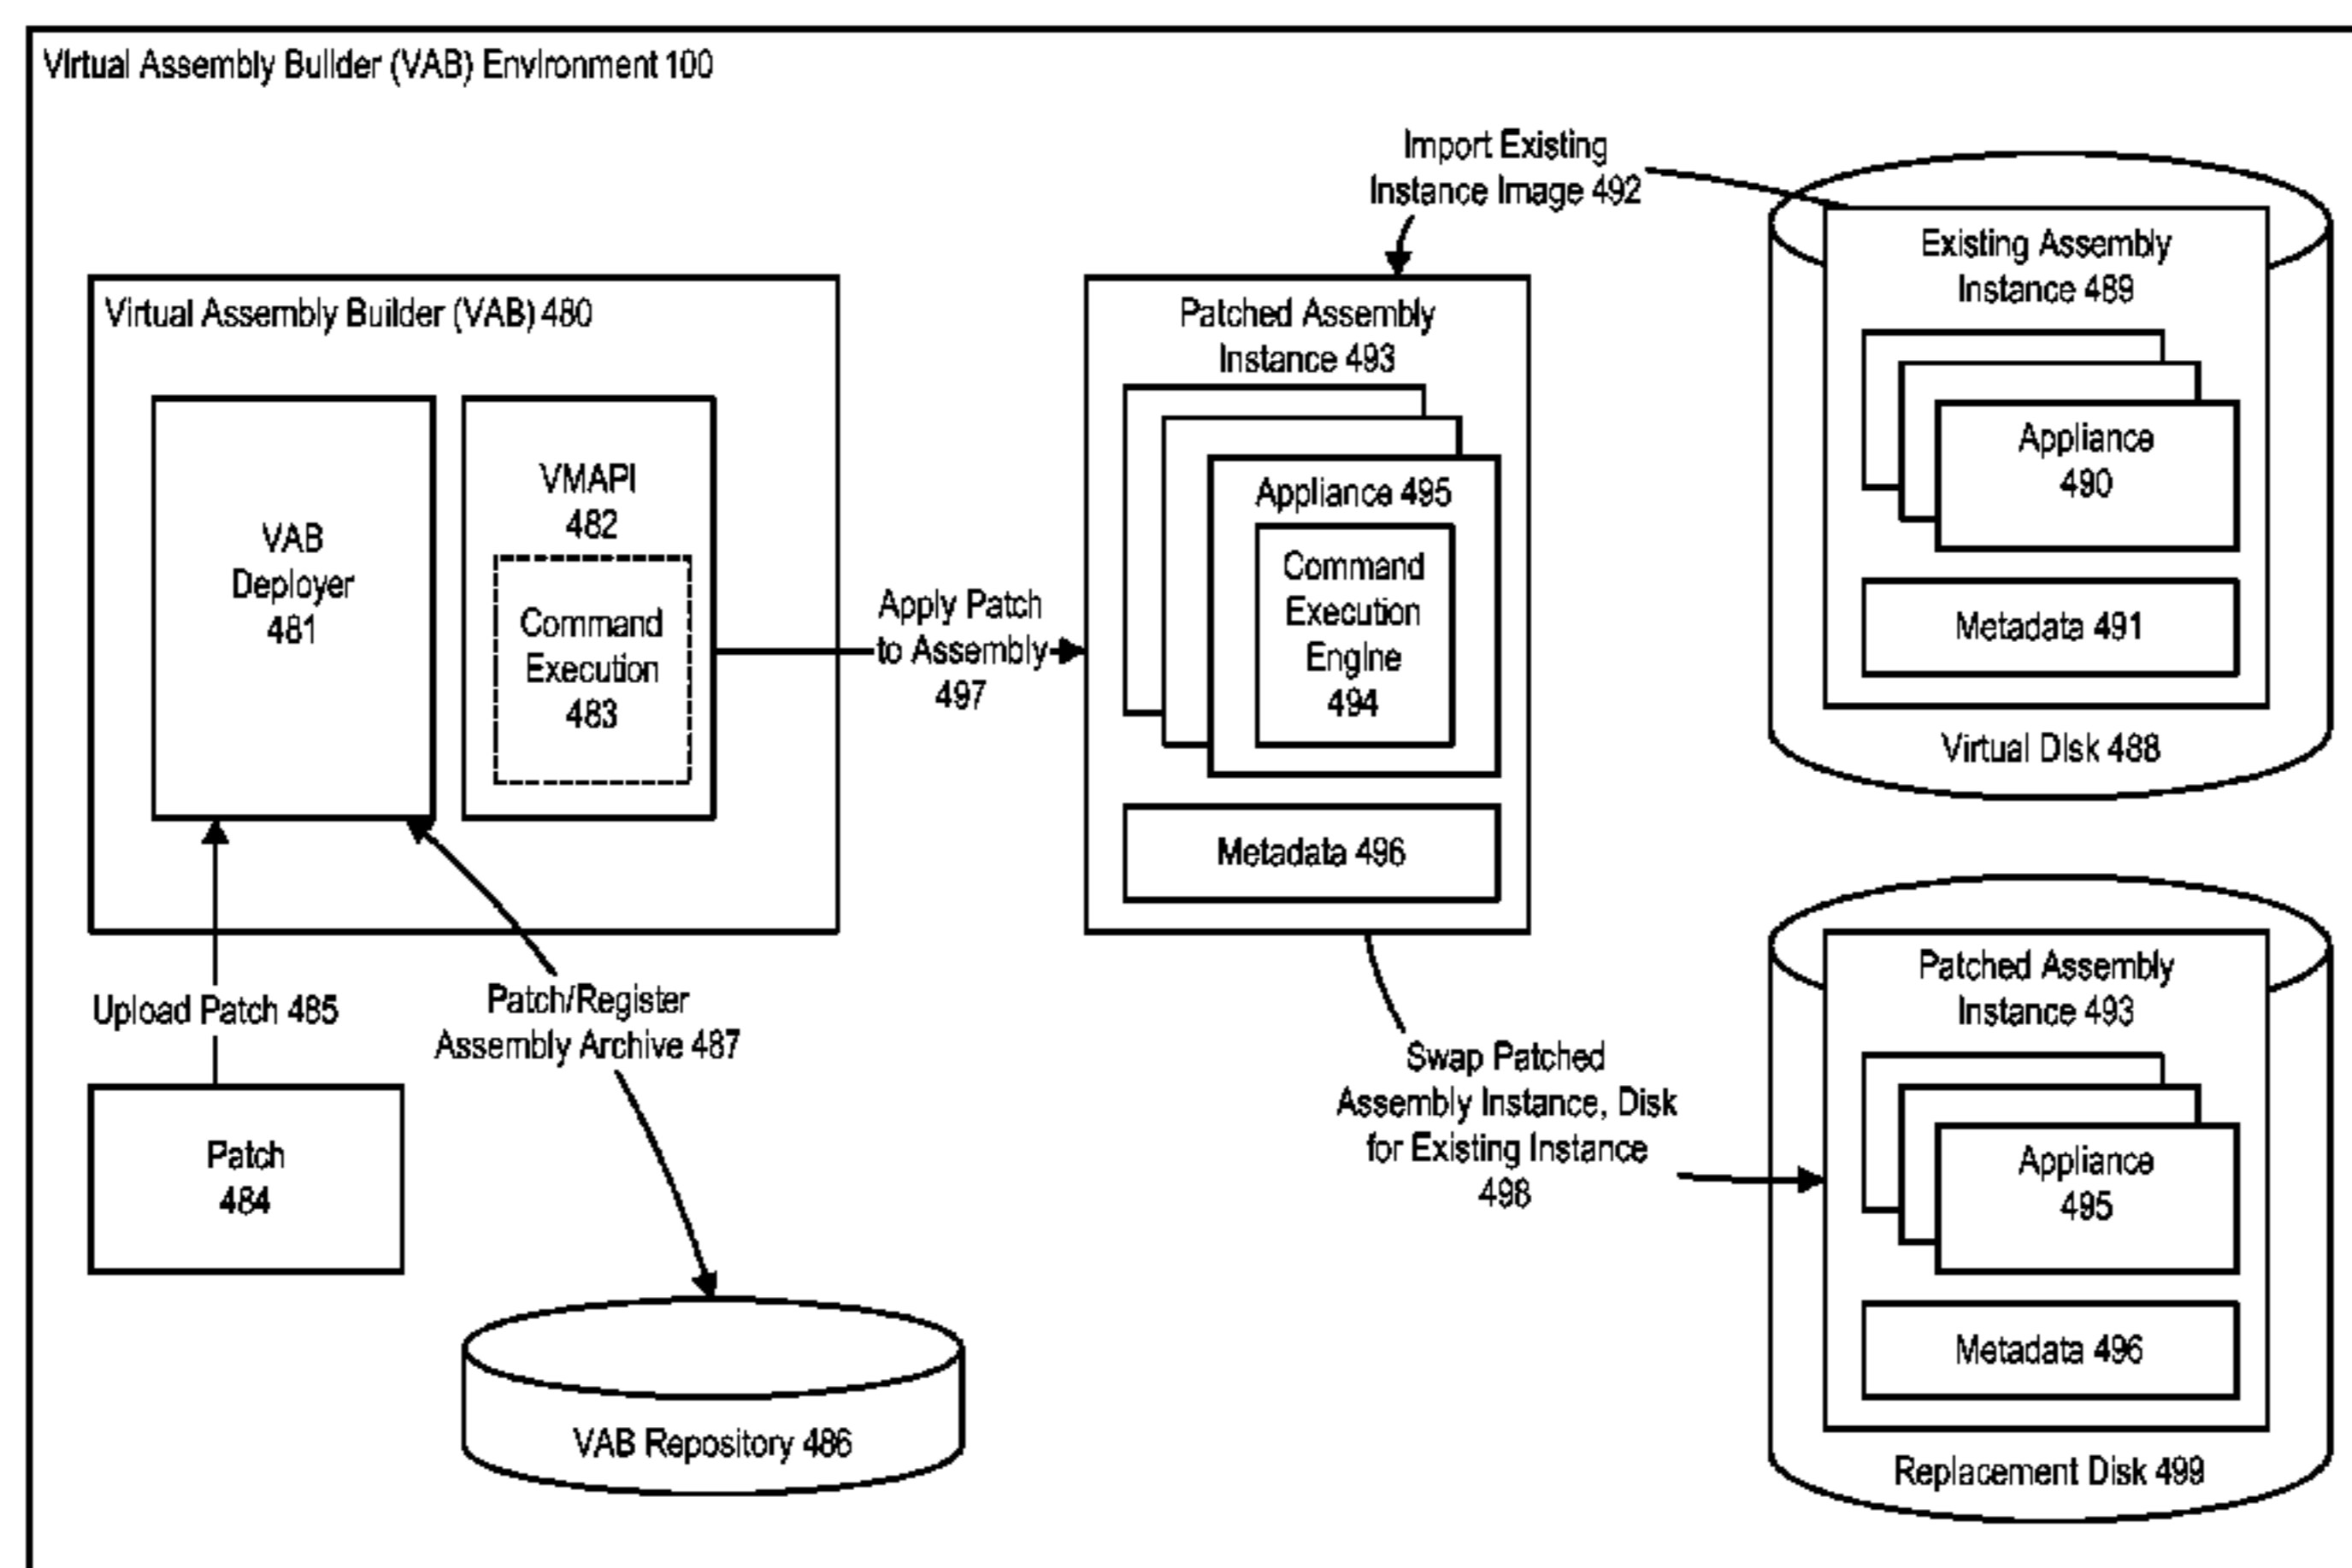 Virtual Assembly Builder (VAB) Environment 100
Import Existing
Instance Image 492
Existing Assembly
Instance 489
Appliance
490
Metadata 491
Virtual Disk 488
Virtual Assembly Builder (VAB) 480
VAB
Deployer
481
VMAPI
482
Command
Execution
483
Apply Patch
to Assembly
497
Patched Assembly
Instance 493
Appliance 495
Command
Execution
Engine
494
Metadata 496
Upload Patch 485
Patch/Register
Assembly Archive 487
Patch
484
VAB Repository 486
Swap Patched
Assembly Instance, Disk
for Existing Instance
498
Patched Assembly
Instance 493
Appliance
495
Metadata 496
Replacement Disk 499